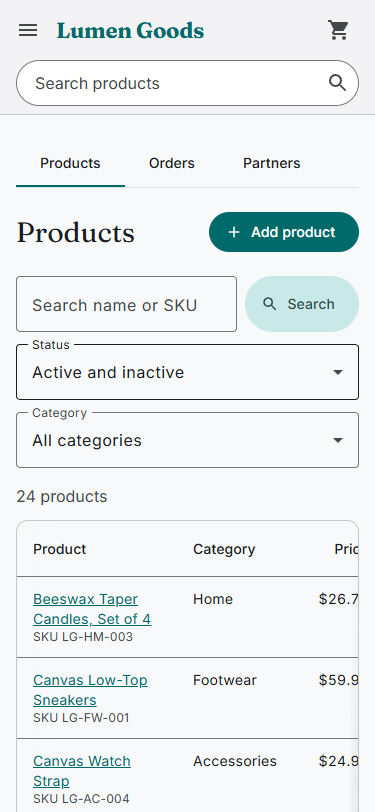 Lumen Goods
Search products
Products Orders Partners
Products
+ Add product
Search name or SKU
Search
Status
Active and inactive
Category
All categories
24 products
Product Category
Beeswax Taper Home
Candles, Set of 4
SKU LG-HM-003
Canvas Low-Top Footwear
Sneakers
SKU LG-FW-001
Canvas Watch Accessories
Strap
SKU LG-AC-004